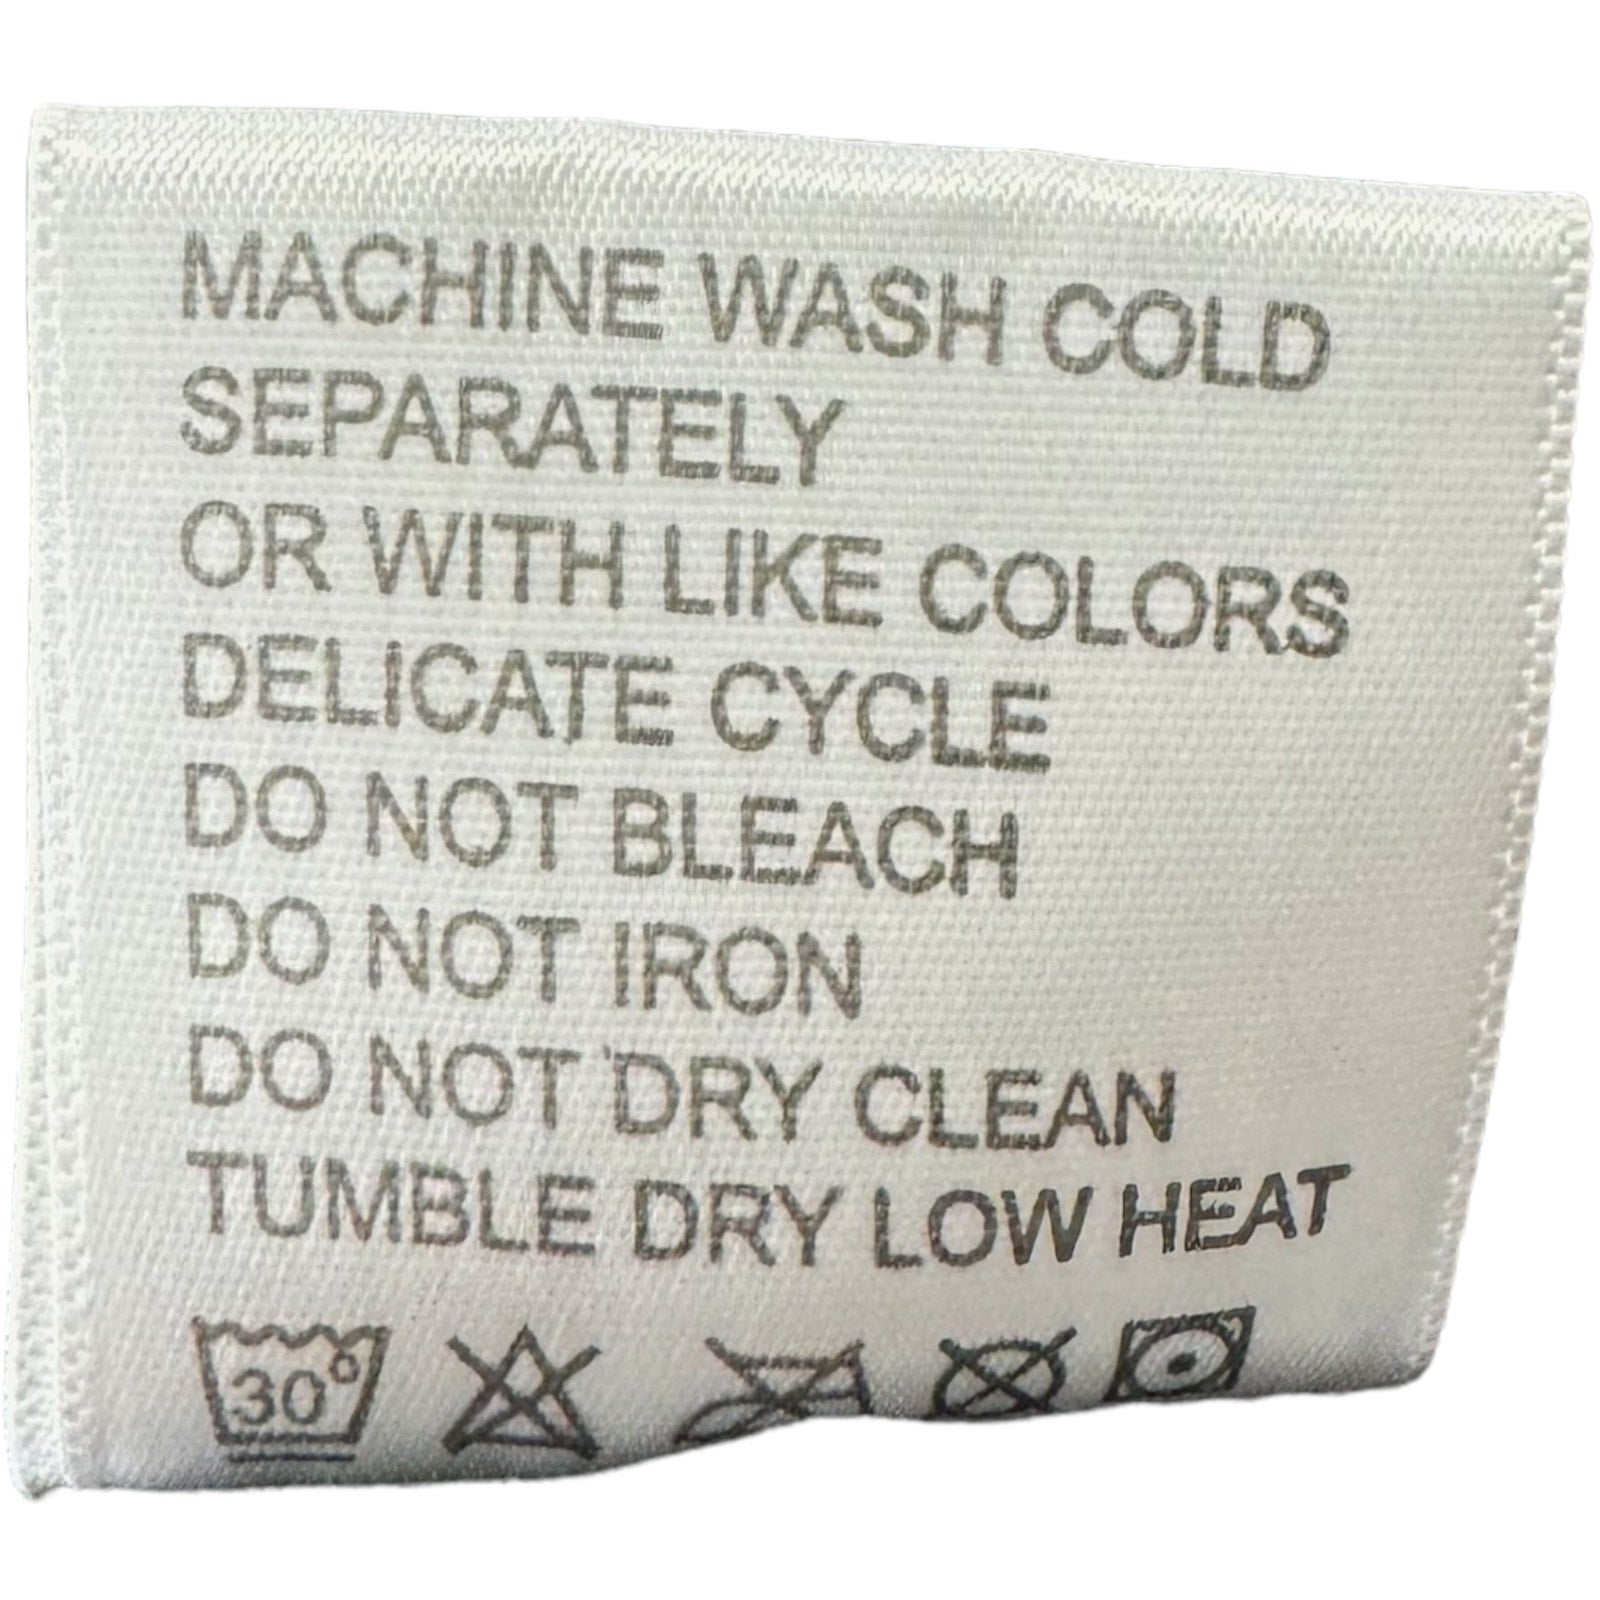 MACHINE WASH COLD
SEPARATELY
OR WITH LIKE COLORS
DELICATE CYCLE
DO NOT BLEACH
DO NOT IRON
DO NOT DRY CLEAN
TUMBLE DRY LOW HEAT
30°